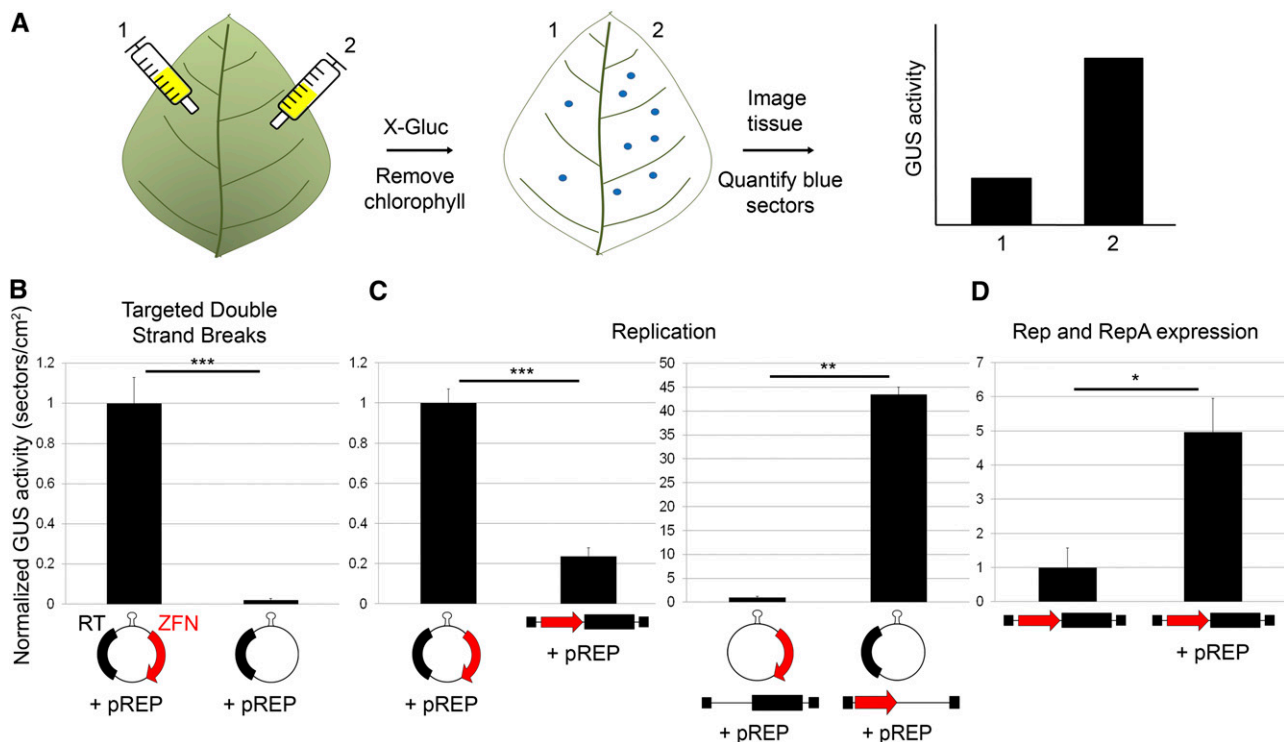 A
1
2
X-Gluc
Remove
chlorophyll
1 2
Image
tissue
Quantify blue
sectors
GUS activity
1 2
B
Targeted Double
Strand Breaks
C
Replication
D
Rep and RepA expression
Normalized GUS activity (sectors/cm²)
1.2
1
0.8
0.6
0.4
0.2
0
***
RT ZFN
+ pREP + pREP
1.2
1
0.8
0.6
0.4
0.2
0
***
+ pREP
+ pREP
50
45
40
35
30
25
20
15
10
5
0
**
+ pREP + pREP
7
6
5
4
3
2
1
0
*
+ pREP